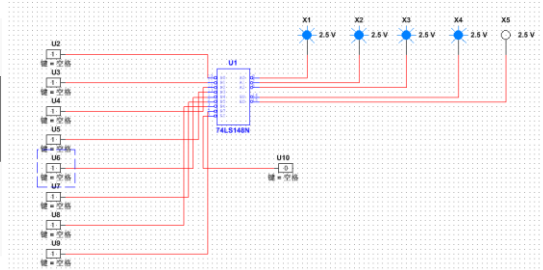 X1
X2
X3
X4
X5
2.5 V
2.5 V
2.5 V
2.5 V
2.5 V
U2
1
键 = 空格
U3
1
键 = 空格
U4
1
键 = 空格
U5
1
键 = 空格
U6
1
键 = 空格
U7
1
键 = 空格
U8
1
键 = 空格
U9
1
键 = 空格
U1
74LS148N
U10
0
键 = 空格